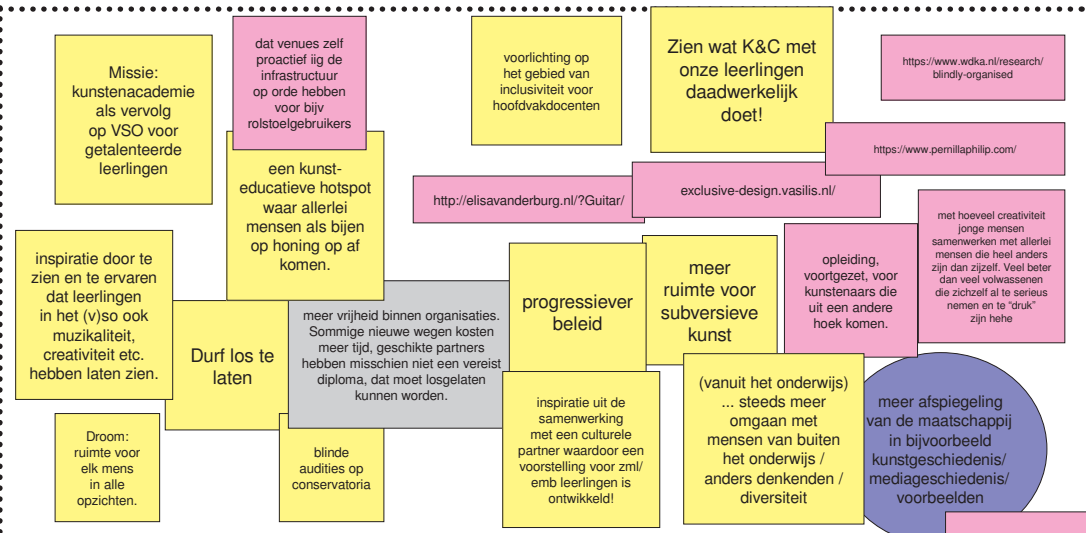 Missie:
kunstenacademie
als vervolg
op VSO voor
getalenteerde
leerlingen
dat venues zelf
proactief iig de
infrastructuur
op orde hebben
voor bijv
rolstoelgebruikers
voorlichting op
het gebied van
inclusiviteit voor
hoofdvakdocenten
Zien wat K&C met
onze leerlingen
daadwerkelijk
doet!
https://www.wdka.nl/research/
blindly-organised
https://www.pernillaphilip.com/
een kunst-
educatieve hotspot
waar allerlei
mensen als bijen
op honing op af
komen.
http://elisavanderburg.nl/?Guitar/
exclusive-design.vasilis.nl/
inspiratie door te
zien en te ervaren
dat leerlingen
in het (v)so ook
muzikaliteit,
creativiteit etc.
hebben laten zien.
Durf los te
laten
meer vrijheid binnen organisaties.
Sommige nieuwe wegen kosten
meer tijd, geschikte partners
hebben misschien niet een vereist
diploma, dat moet losgelaten
kunnen worden.
progressiever
beleid
meer
ruimte voor
subversieve
kunst
opleiding,
voortgezet, voor
kunstenaars die
uit een andere
hoek komen.
met hoeveel creativiteit
jonge mensen
samenwerken met allerlei
mensen die heel anders
zijn dan zijzelf. Veel beter
dan veel volwassenen
die zichzelf al te serieus
nemen en te “druk”
zijn hehe
Droom:
ruimte voor
elk mens
in alle
opzichten.
blinde
audities op
conservatoria
inspiratie uit de
samenwerking
met een culturele
partner waardoor een
voorstelling voor zml/
emb leerlingen is
ontwikkeld!
(vanuit het onderwijs)
... steeds meer
omgaan met
mensen van buiten
het onderwijs /
anders denkenden /
diversiteit
meer afspiegeling
van de maatschappij
in bijvoorbeeld
kunstgeschiedenis/
mediageschiedenis/
voorbeelden